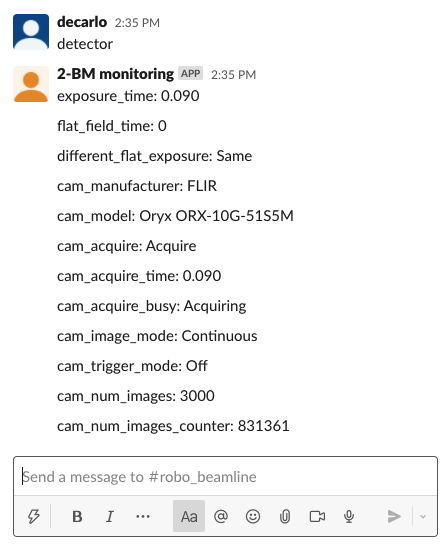 decarlo 2:35 PM
detector
2-BM monitoring APP 2:35 PM
exposure_time: 0.090
flat_field_time: 0
different_flat_exposure: Same
cam_manufacturer: FLIR
cam_model: Oryx ORX-10G-51S5M
cam_acquire: Acquire
cam_acquire_time: 0.090
cam_acquire_busy: Acquiring
cam_image_mode: Continuous
cam_trigger_mode: Off
cam_num_images: 3000
cam_num_images_counter: 831361
Send a message to #robo_beamline
B I ... Aa @